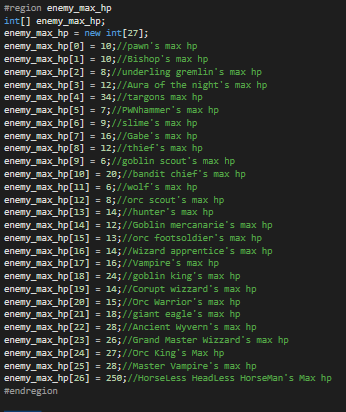 #region enemy_max_hp
int[] enemy_max_hp;
enemy_max_hp = new int[27];
enemy_max_hp[0] = 10;//pawn's max hp
enemy_max_hp[1] = 10;//Bishop's max hp
enemy_max_hp[2] = 8;//underling gremlin's max hp
enemy_max_hp[3] = 12;//Aura of the night's max hp
enemy_max_hp[4] = 34;//targons max hp
enemy_max_hp[5] = 7;//PWNhammer's max hp
enemy_max_hp[6] = 9;//slime's max hp
enemy_max_hp[7] = 16;//Gabe's max hp
enemy_max_hp[8] = 12;//thief's max hp
enemy_max_hp[9] = 6;//goblin scout's max hp
enemy_max_hp[10] = 20;//bandit chief's max hp
enemy_max_hp[11] = 6;//wolf's max hp
enemy_max_hp[12] = 8;//orc scout's max hp
enemy_max_hp[13] = 14;//hunter's max hp
enemy_max_hp[14] = 12;//Goblin mercanarie's max hp
enemy_max_hp[15] = 13;//orc footsoldier's max hp
enemy_max_hp[16] = 14;//Wizard apprentice's max hp
enemy_max_hp[17] = 16;//Vampire's max hp
enemy_max_hp[18] = 24;//goblin king's max hp
enemy_max_hp[19] = 14;//Corupt wizzard's max hp
enemy_max_hp[20] = 15;//Orc Warrior's max hp
enemy_max_hp[21] = 18;//giant eagle's max hp
enemy_max_hp[22] = 28;//Ancient Wyvern's max hp
enemy_max_hp[23] = 26;//Grand Master Wizzard's max hp
enemy_max_hp[24] = 27;//Orc King's Max hp
enemy_max_hp[25] = 28;//Master Vampire's max hp
enemy_max_hp[26] = 250;//HorseLess HeadLess HorseMan's Max hp
#endregion